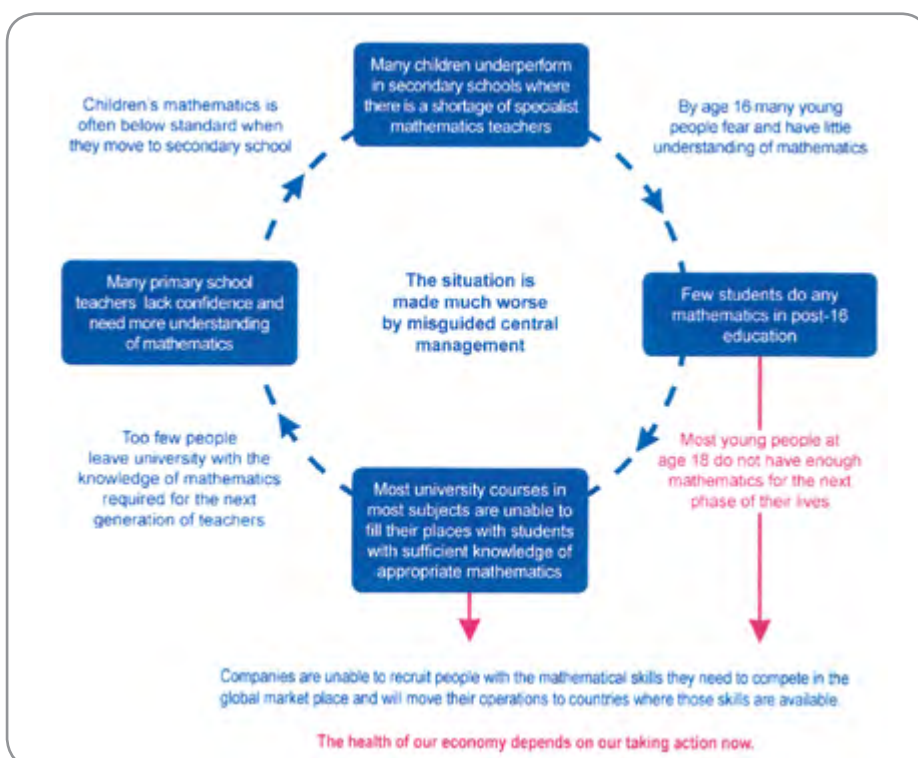 Many children underperform
in secondary schools where
there is a shortage of specialist
mathematics teachers
Children's mathematics is
often below standard when
they move to secondary school
By age 16 many young
people fear and have little
understanding of mathematics
Many primary school
teachers lack confidence and
need more understanding
of mathematics
The situation is
made much worse
by misguided central
management
Few students do any
mathematics in post-16
education
Too few people
leave university with the
knowledge of mathematics
required for the next
generation of teachers
Most university courses in
most subjects are unable to
fill their places with students
with sufficient knowledge of
appropriate mathematics
Most young people at
age 18 do not have enough
mathematics for the next
phase of their lives
Companies are unable to recruit people with the mathematical skills they need to compete in the
global market place and will move their operations to countries where those skills are available.
The health of our economy depends on our taking action now.